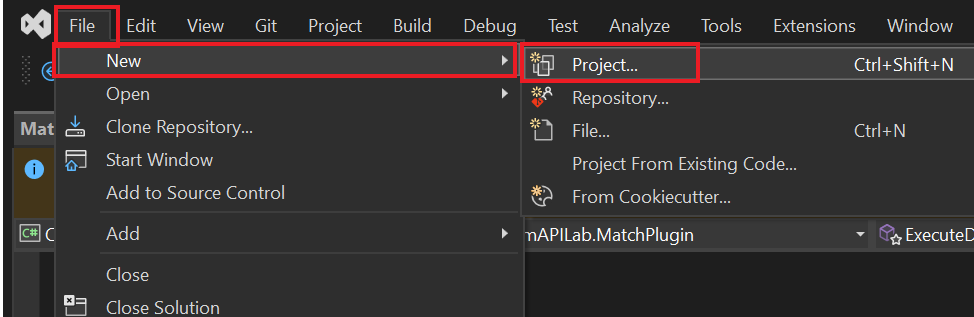 File Edit View Git Project Build Debug Test Analyze Tools Extensions Window
New Project... Ctrl+Shift+N
Open Repository...
Mat Clone Repository... File... Ctrl+N
Start Window Project From Existing Code...
Add to Source Control From Cookiecutter...
C# C Add mAPILab.MatchPlugin ExecuteD
Close
Close Solution